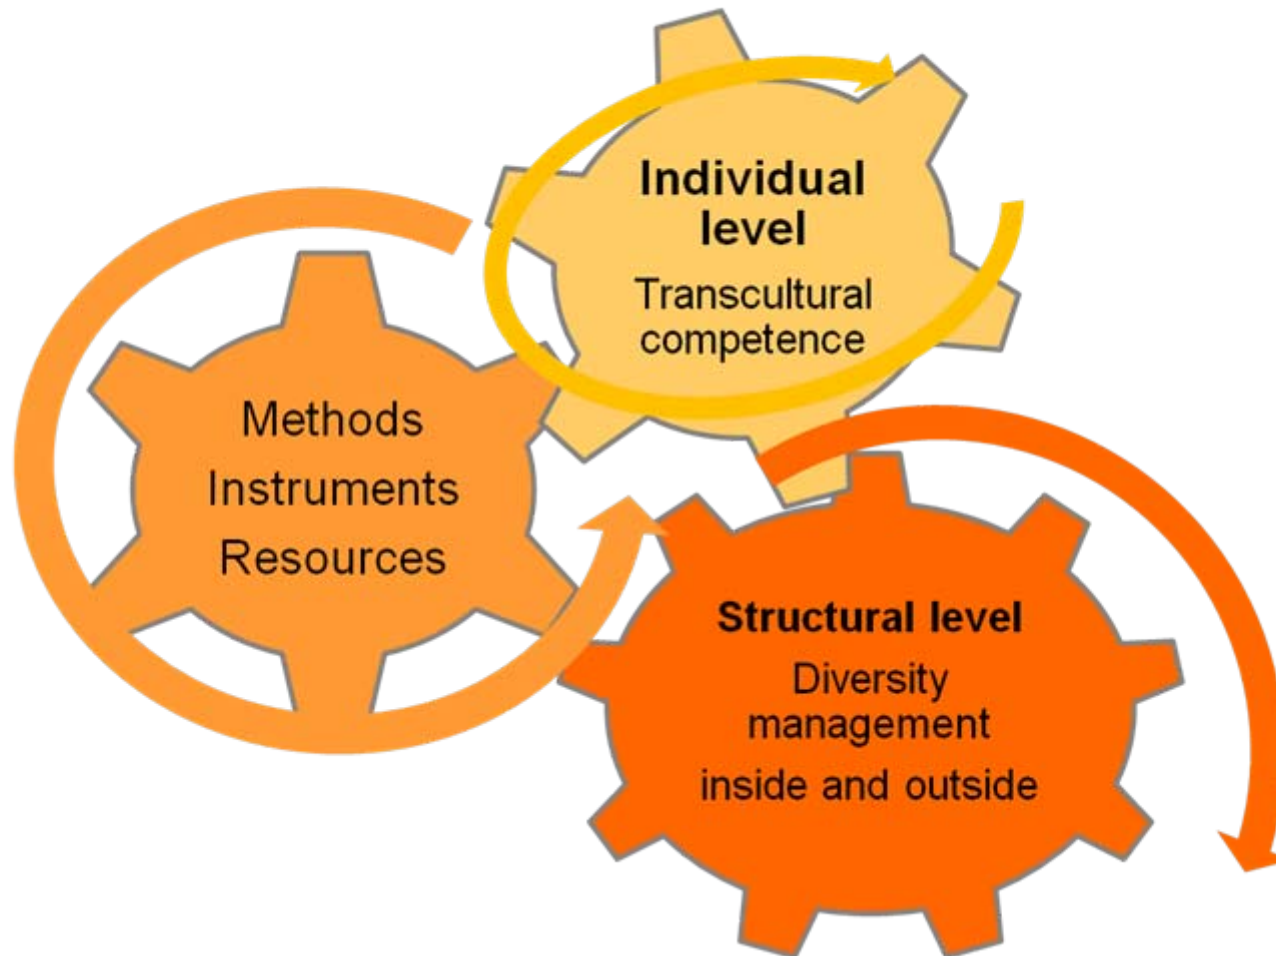 Individual
level
Transcultural
competence
Methods
Instruments
Resources
Structural level
Diversity
management
inside and outside